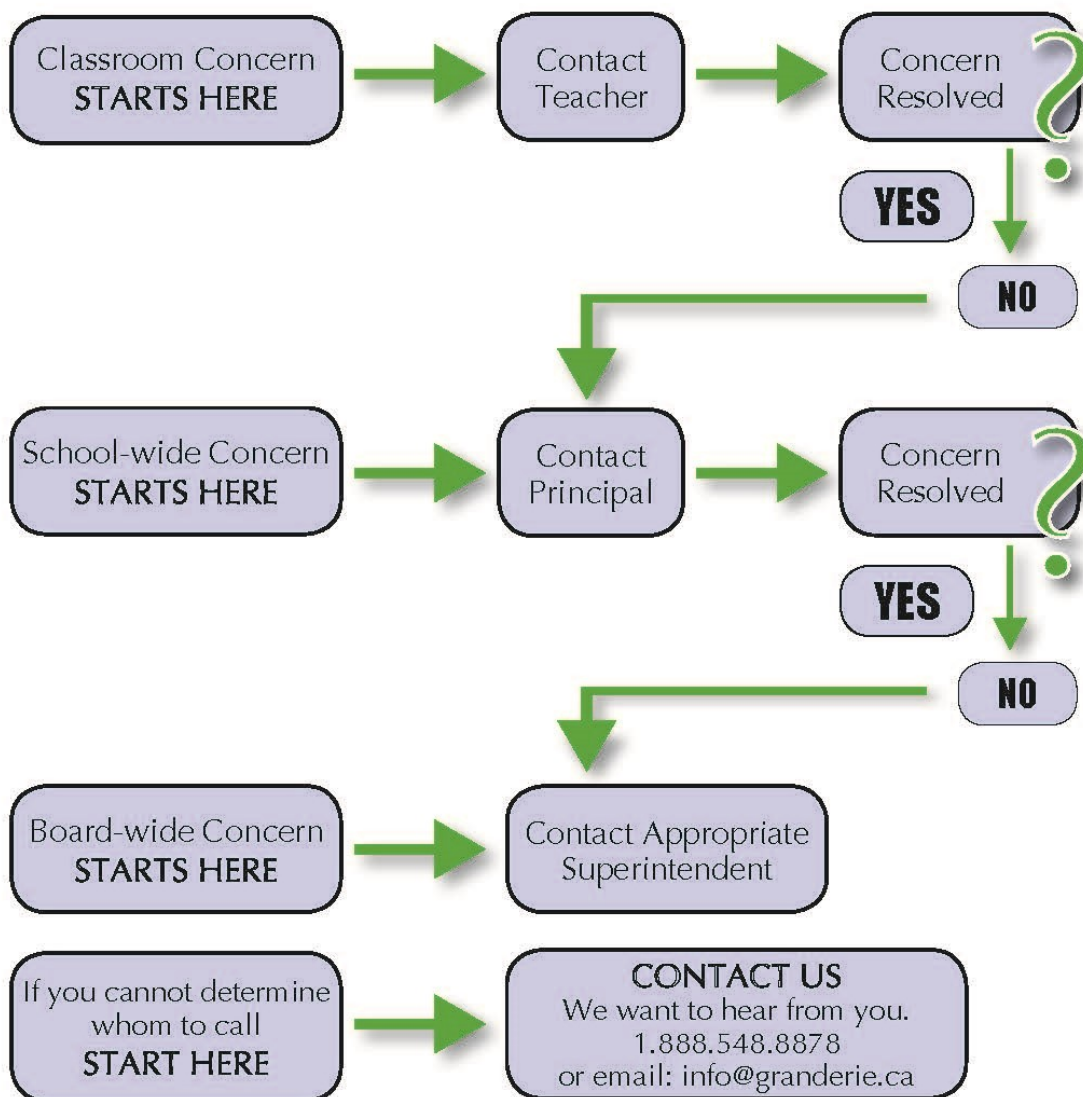 Classroom Concern
STARTS HERE
Contact
Teacher
Concern
Resolved
?
YES
NO
School-wide Concern
STARTS HERE
Contact
Principal
Concern
Resolved
?
YES
NO
Board-wide Concern
STARTS HERE
Contact Appropriate
Superintendent
If you cannot determine
whom to call
START HERE
CONTACT US
We want to hear from you.
1.888.548.8878
or email: info@granderie.ca